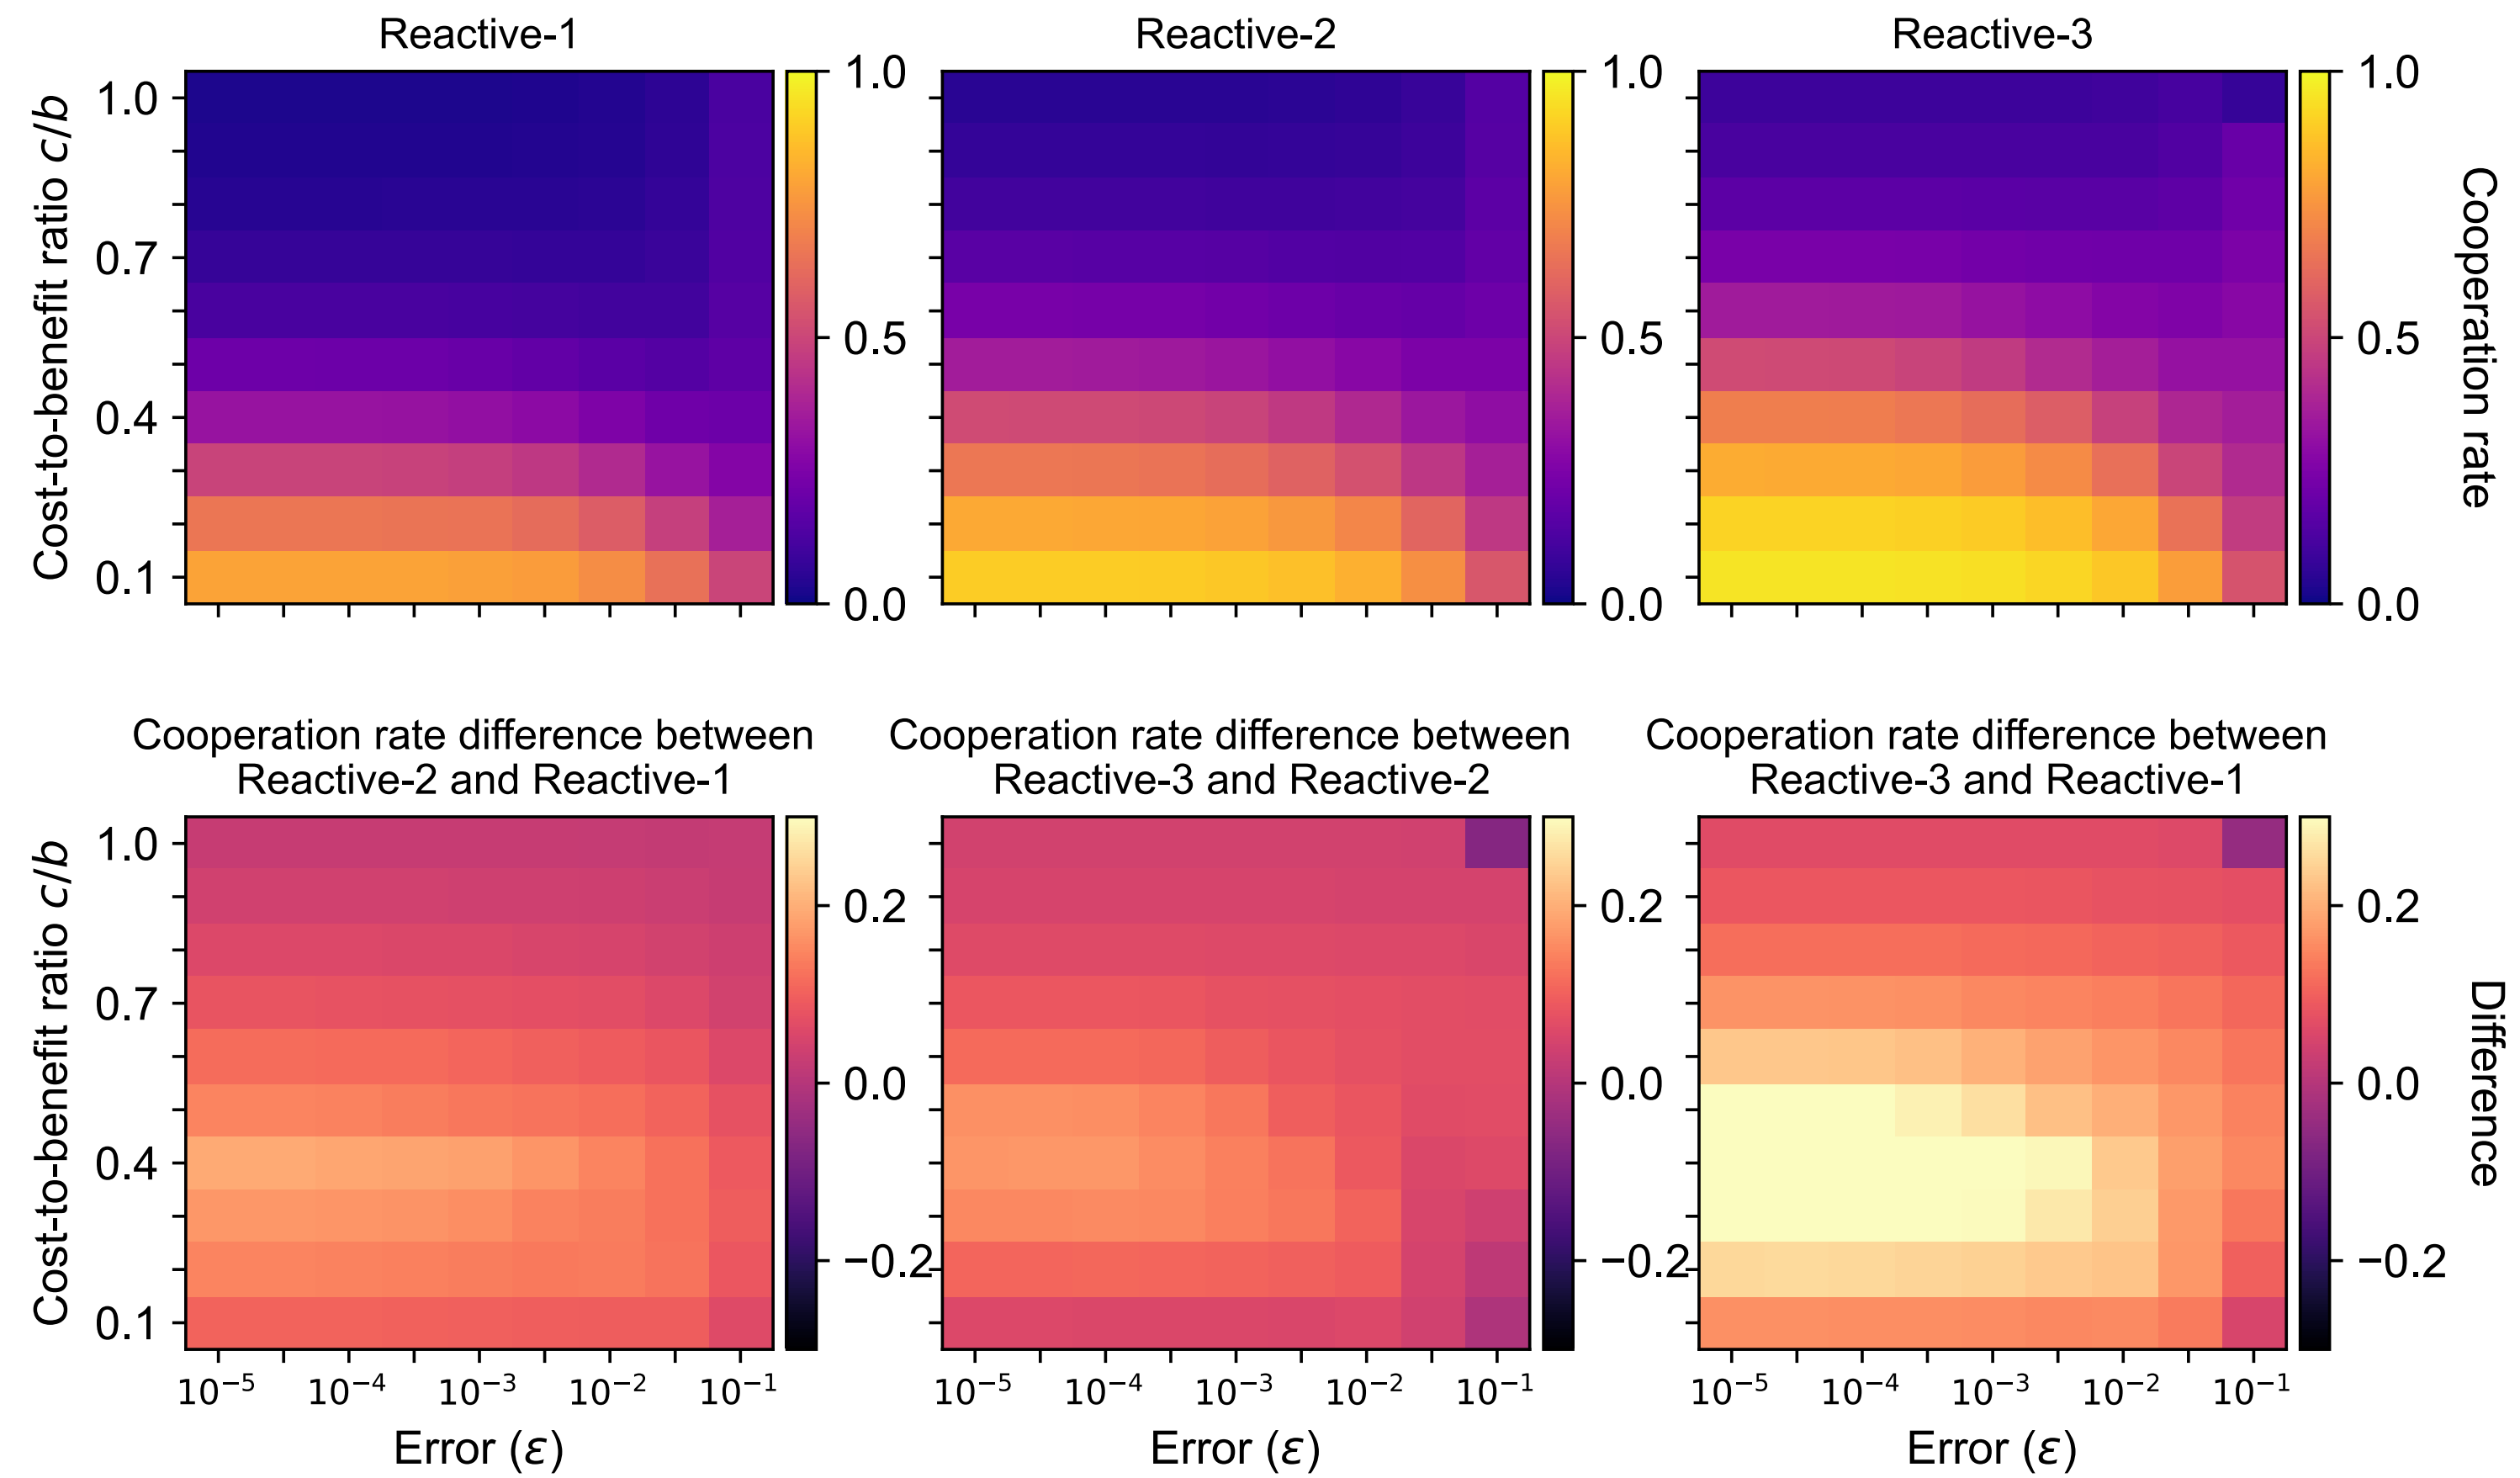 Reactive-1
Reactive-2
Reactive-3
Cost-to-benefit ratio c/b
1.0
0.7
0.4
0.1
1.0
0.5
0.0
1.0
0.5
0.0
1.0
0.5
0.0
Cooperation rate
Cooperation rate difference between
Reactive-2 and Reactive-1
Cooperation rate difference between
Reactive-3 and Reactive-2
Cooperation rate difference between
Reactive-3 and Reactive-1
Cost-to-benefit ratio c/b
1.0
0.7
0.4
0.1
0.2
0.0
−0.2
0.2
0.0
−0.2
0.2
0.0
−0.2
Difference
10⁻⁵ 10⁻⁴ 10⁻³ 10⁻² 10⁻¹
10⁻⁵ 10⁻⁴ 10⁻³ 10⁻² 10⁻¹
10⁻⁵ 10⁻⁴ 10⁻³ 10⁻² 10⁻¹
Error (ε)
Error (ε)
Error (ε)